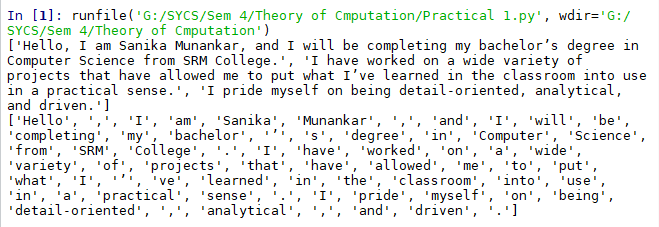 In [1]: runfile('G:/SYCS/Sem 4/Theory of Cmputation/Practical 1.py', wdir='G:/
SYCS/Sem 4/Theory of Cmputation')
['Hello, I am Sanika Munankar, and I will be completing my bachelor’s degree in
Computer Science from SRM College.', 'I have worked on a wide variety of
projects that have allowed me to put what I’ve learned in the classroom into use
in a practical sense.', 'I pride myself on being detail-oriented, analytical,
and driven.']
['Hello', ',', 'I', 'am', 'Sanika', 'Munankar', ',', 'and', 'I', 'will', 'be',
'completing', 'my', 'bachelor', '’', 's', 'degree', 'in', 'Computer', 'Science',
'from', 'SRM', 'College', '.', 'I', 'have', 'worked', 'on', 'a', 'wide',
'variety', 'of', 'projects', 'that', 'have', 'allowed', 'me', 'to', 'put',
'what', 'I', '’', 've', 'learned', 'in', 'the', 'classroom', 'into', 'use',
'in', 'a', 'practical', 'sense', '.', 'I', 'pride', 'myself', 'on', 'being',
'detail-oriented', ',', 'analytical', ',', 'and', 'driven', '.']